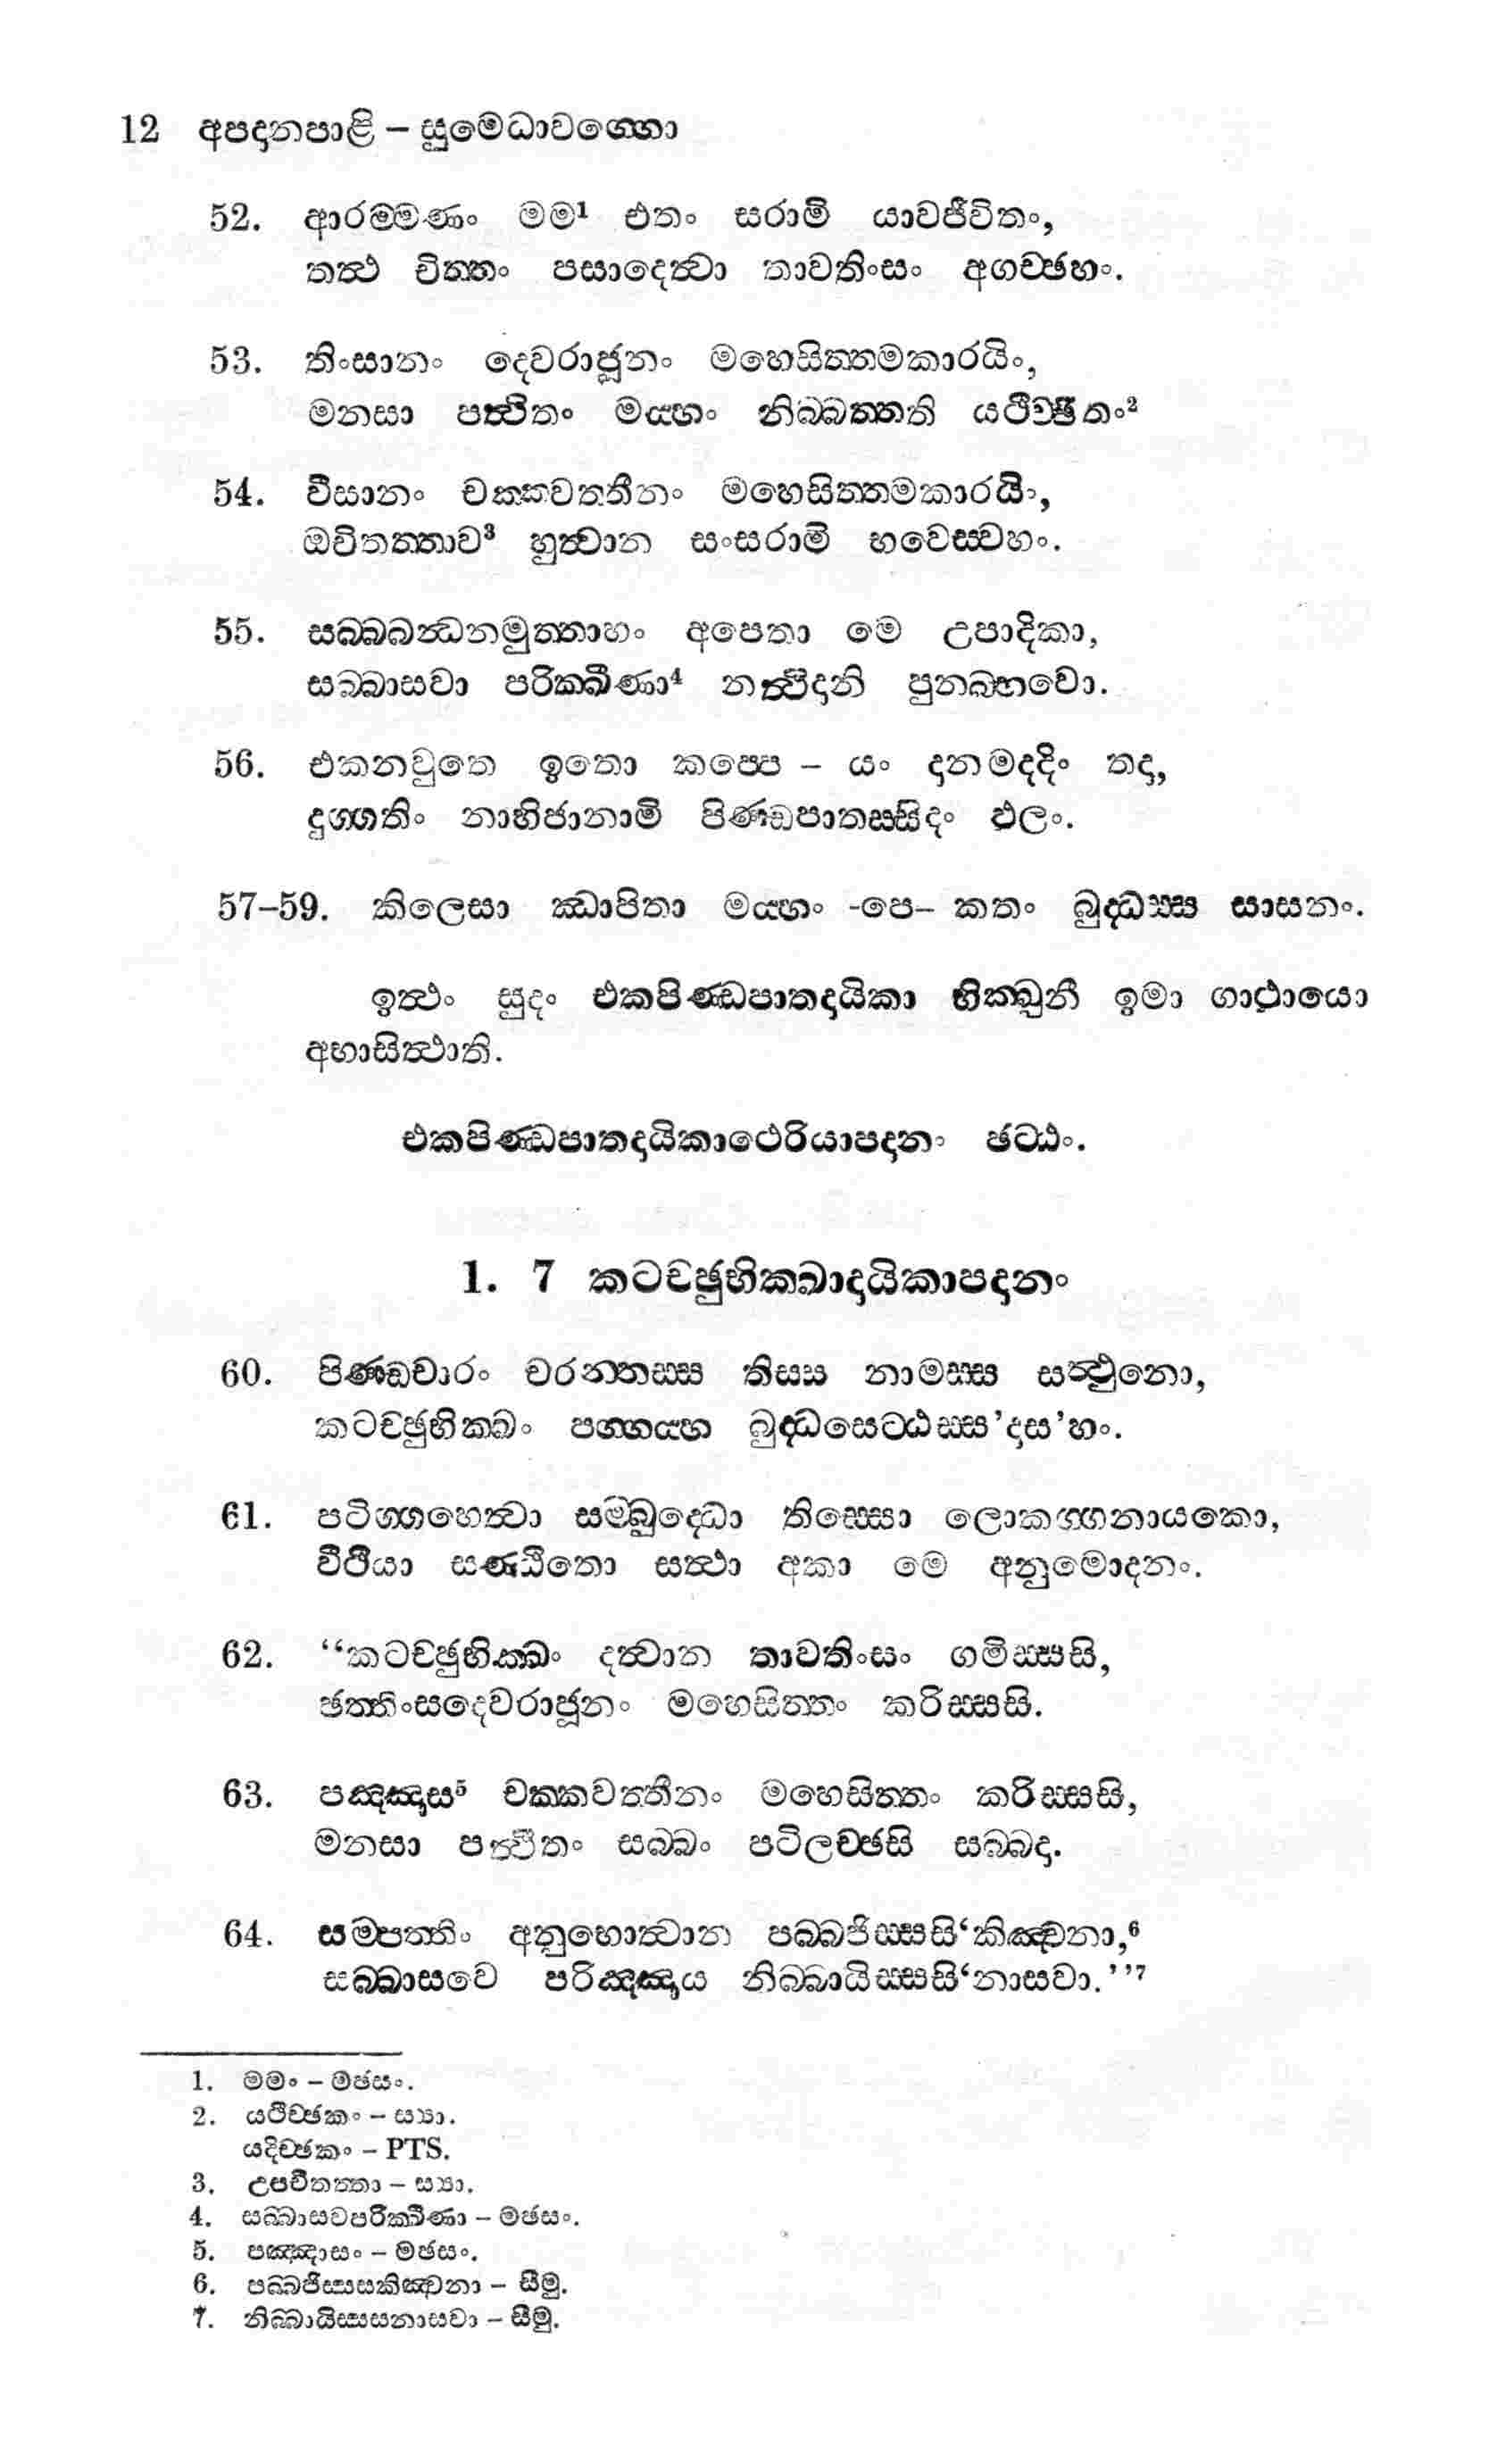 12 අපදානපාළි – සුමෙධාවග්ගො
52. ආරම්මණං මම¹ එතං සරාමි යාවජීවිතං,
තත්ථ චිත්තං පසාදෙත්වා තාවතිංසං අගච්ඡහං.
53. තිංසානං දෙවරාජූනං මහෙසිත්තමකාරයිං,
මනසා පත්ථිතං මය්හං නිබ්බත්තති යථිච්ඡිතං²
54. වීසානං චක්කවත්තීනං මහෙසිත්තමකාරයිං,
ඔචිතත්තාව³ හුත්වාන සංසරාමි භවෙස්වහං.
55. සබ්බබන්ධනමුත්තාහං අපෙතා මෙ උපාදිකා,
සබ්බාසවා පරික්ඛීණා⁴ නත්ථිදානි පුනබ්භවො.
56. එකනවුතෙ ඉතො කප්පෙ – යං දානමදදිං තදා,
දුග්ගතිං නාභිජානාමි පිණ්ඩපාතස්සිදං ඵලං.
57–59. කිලෙසා ඣාපිතා මය්හං -පෙ– කතං බුද්ධස්ස සාසනං.
ඉත්ථං සුදං එකපිණ්ඩපාතදායිකා භික්ඛුනී ඉමා ගාථායො
අභාසිත්ථාති.
එකපිණ්ඩපාතදායිකාථෙරියාපදානං ඡට්ඨං.
1. 7 කටච්ඡුභික්ඛාදායිකාපදානං
60. පිණ්ඩචාරං චරන්තස්ස තිස්ස නාමස්ස සත්ථුනො,
කටච්ඡුභික්ඛං පග්ගය්හ බුද්ධසෙට්ඨස්ස’දාස’හං.
61. පටිග්ගහෙත්වා සම්බුද්ධො තිස්සො ලොකග්ගනායකො,
වීථියා සණ්ඨිතො සත්ථා අකා මෙ අනුමොදනං.
62. “කටච්ඡුභික්ඛං දත්වාන තාවතිංසං ගමිස්සසි,
ඡත්තිංසදෙවරාජූනං මහෙසිත්තං කරිස්සසි.
63. පඤ්ඤාස⁵ චක්කවත්තීනං මහෙසිත්තං කරිස්සසි,
මනසා පත්ථිතං සබ්බං පටිලච්ඡසි සබ්බදා.
64. සම්පත්තිං අනුභොත්වාන පබ්බජිස්සසි‘කිඤ්චනා,⁶
සබ්බාසවෙ පරිඤ්ඤාය නිබ්බායිස්සසි‘නාසවා.’’⁷
1. මමං – මඡසං.
2. යථිච්ඡකං – ස්‍යා.
යදිච්ඡකං – PTS.
3. උපචිතත්තා – ස්‍යා.
4. සබ්බාසවපරික්ඛීණා – මඡසං.
5. පඤ්ඤාසං – මඡසං.
6. පබ්බජිස්සසකිඤ්චනා – සීමු.
7. නිබ්බායිස්සසනාසවා – සීමු.